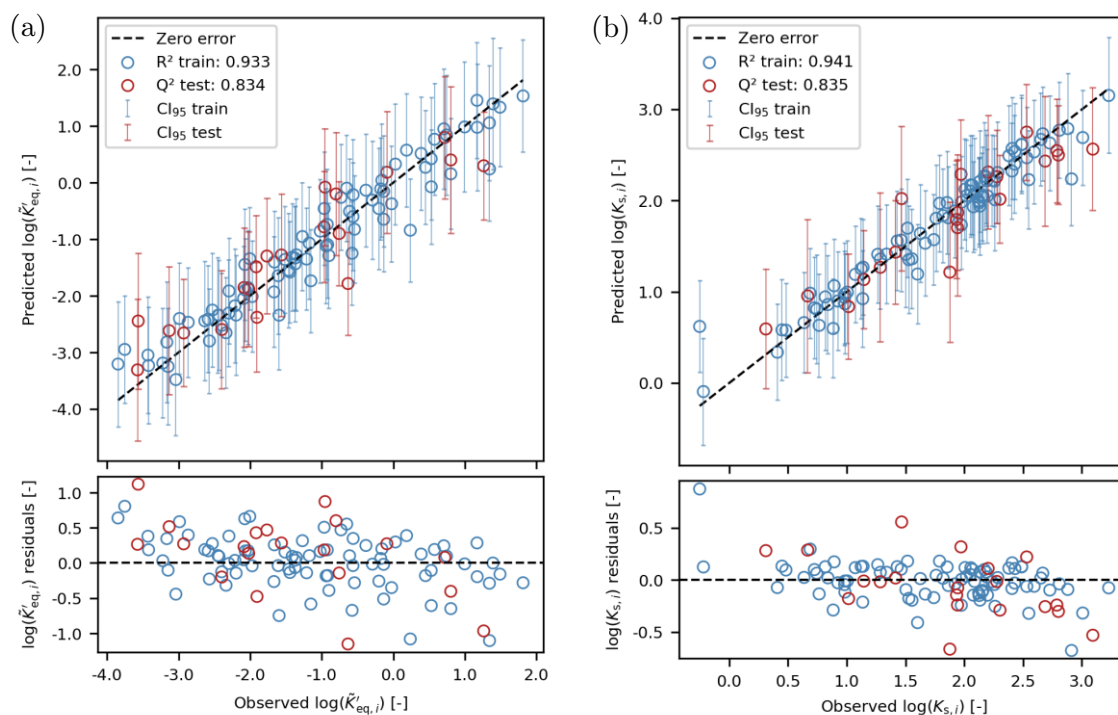 (a)
Zero error
R² train: 0.933
Q² test: 0.834
CI₉₅ train
CI₉₅ test
2.0
1.0
0.0
-1.0
-2.0
-3.0
-4.0
Predicted log(K̃′eq,i)i [-]
1.0
0.5
0.0
-0.5
-1.0
log(K̃′eq,i) residuals [-]
-4.0 -3.0 -2.0 -1.0 0.0 1.0 2.0
Observed log(K̃′eq,i) [-]
(b)
Zero error
R² train: 0.941
Q² test: 0.835
CI₉₅ train
CI₉₅ test
4.0
3.0
2.0
1.0
0.0
Predicted log(Ks,i) [-]
0.5
0.0
-0.5
log(Ks,i) residuals [-]
0.0 0.5 1.0 1.5 2.0 2.5 3.0
Observed log(Ks,i) [-]